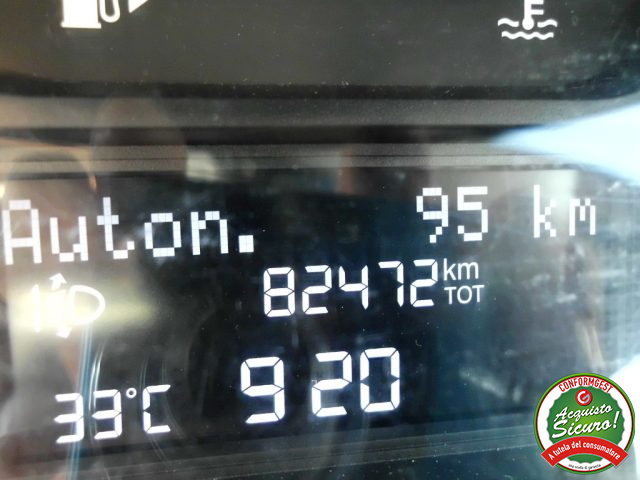 Auton. 95 km
82472 km TOT
33°C 9 20
CONFORMGEST
Acquisto
Sicuro!
A tutela del consumatore